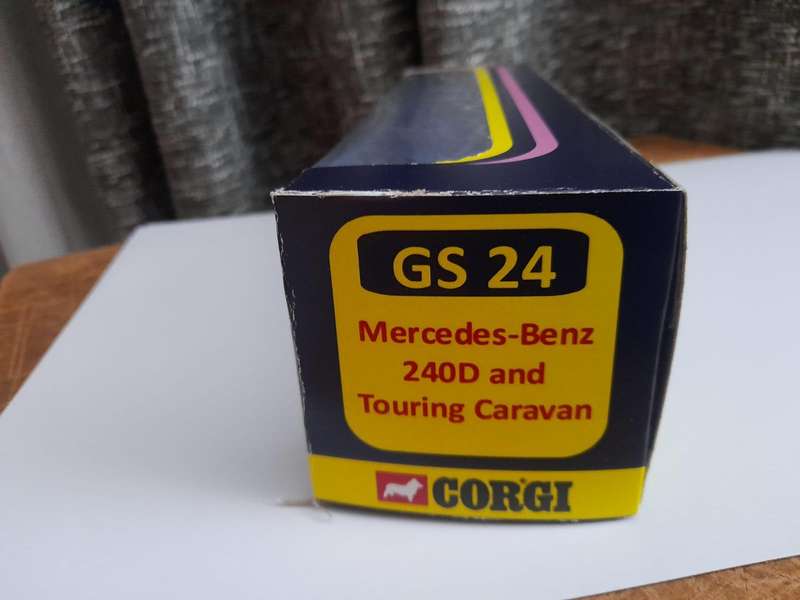 GS 24
Mercedes-Benz
240D and
Touring Caravan
CORGI